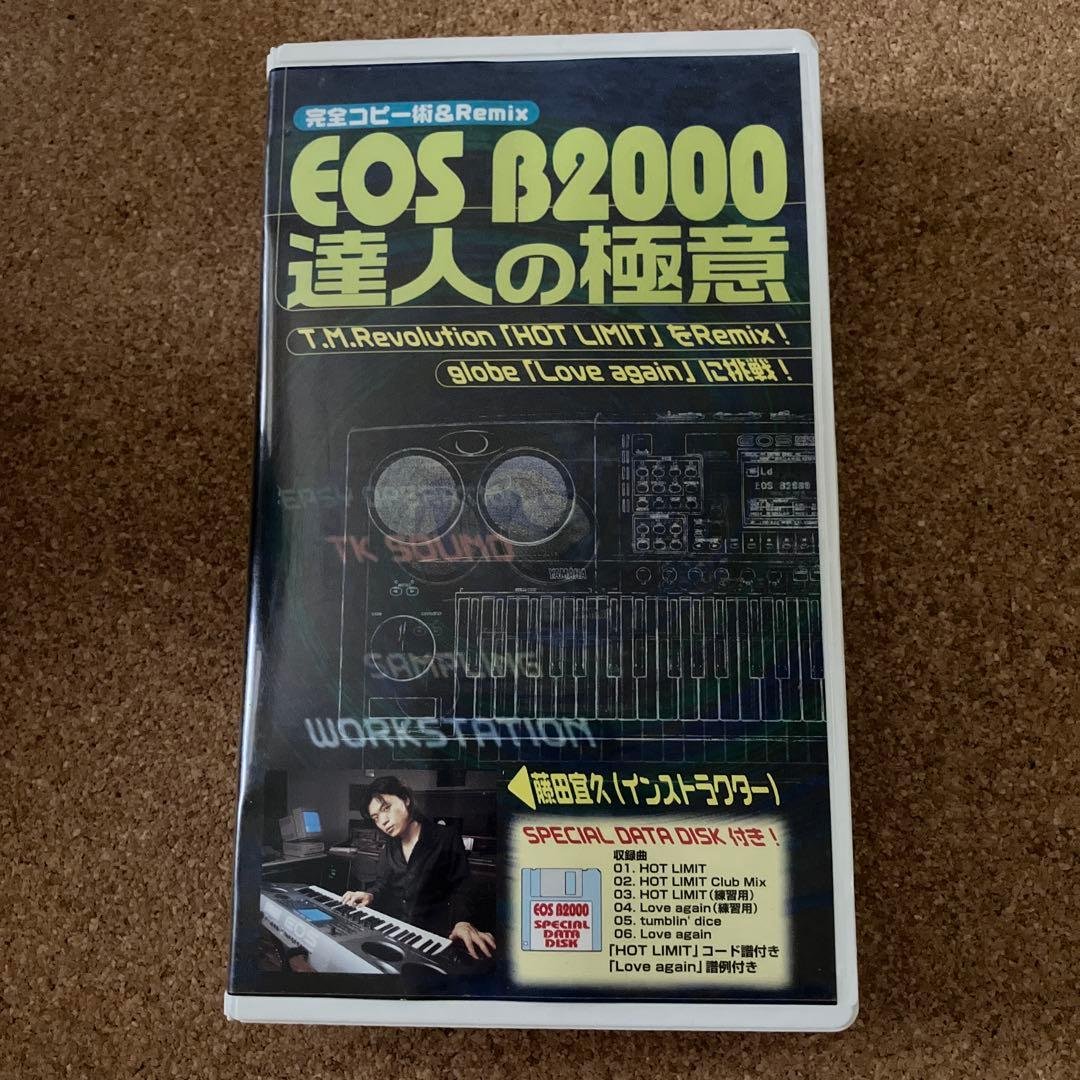 完全コピー術&Remix
EOS B2000
達人の極意
T.M.Revolution「HOT LIMIT」をRemix!
globe「Love again」に挑戦!
EOS
EOS B2000
TK SOUND
YAMAHA
SAMPLING
WORKSTATION
藤田宜久(インストラクター)
SPECIAL DATA DISK 付き!
収録曲
01. HOT LIMIT
02. HOT LIMIT Club Mix
03. HOT LIMIT(練習用)
04. Love again(練習用)
05. tumblin' dice
06. Love again
「HOT LIMIT」コード譜付き
「Love again」譜例付き
EOS B2000
SPECIAL
DATA
DISK
EOS